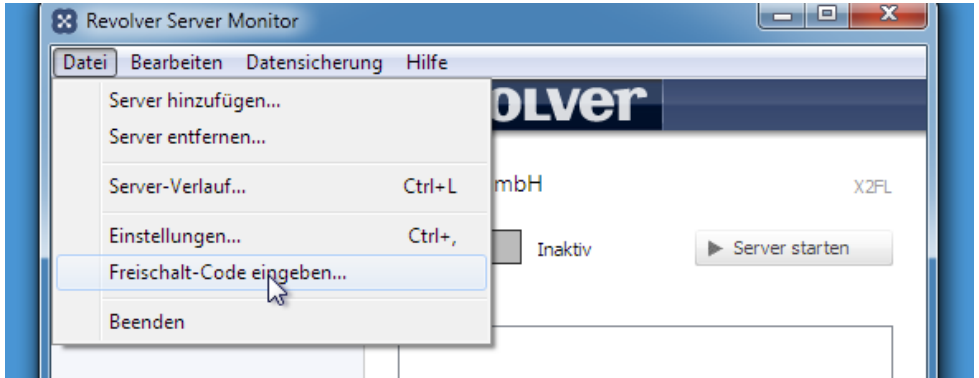 Revolver Server Monitor
Datei Bearbeiten Datensicherung Hilfe
Server hinzufügen...
Server entfernen...
Server-Verlauf... Ctrl+L
Einstellungen... Ctrl+,
Freischalt-Code eingeben...
Beenden
olver
mbH X2FL
Inaktiv Server starten